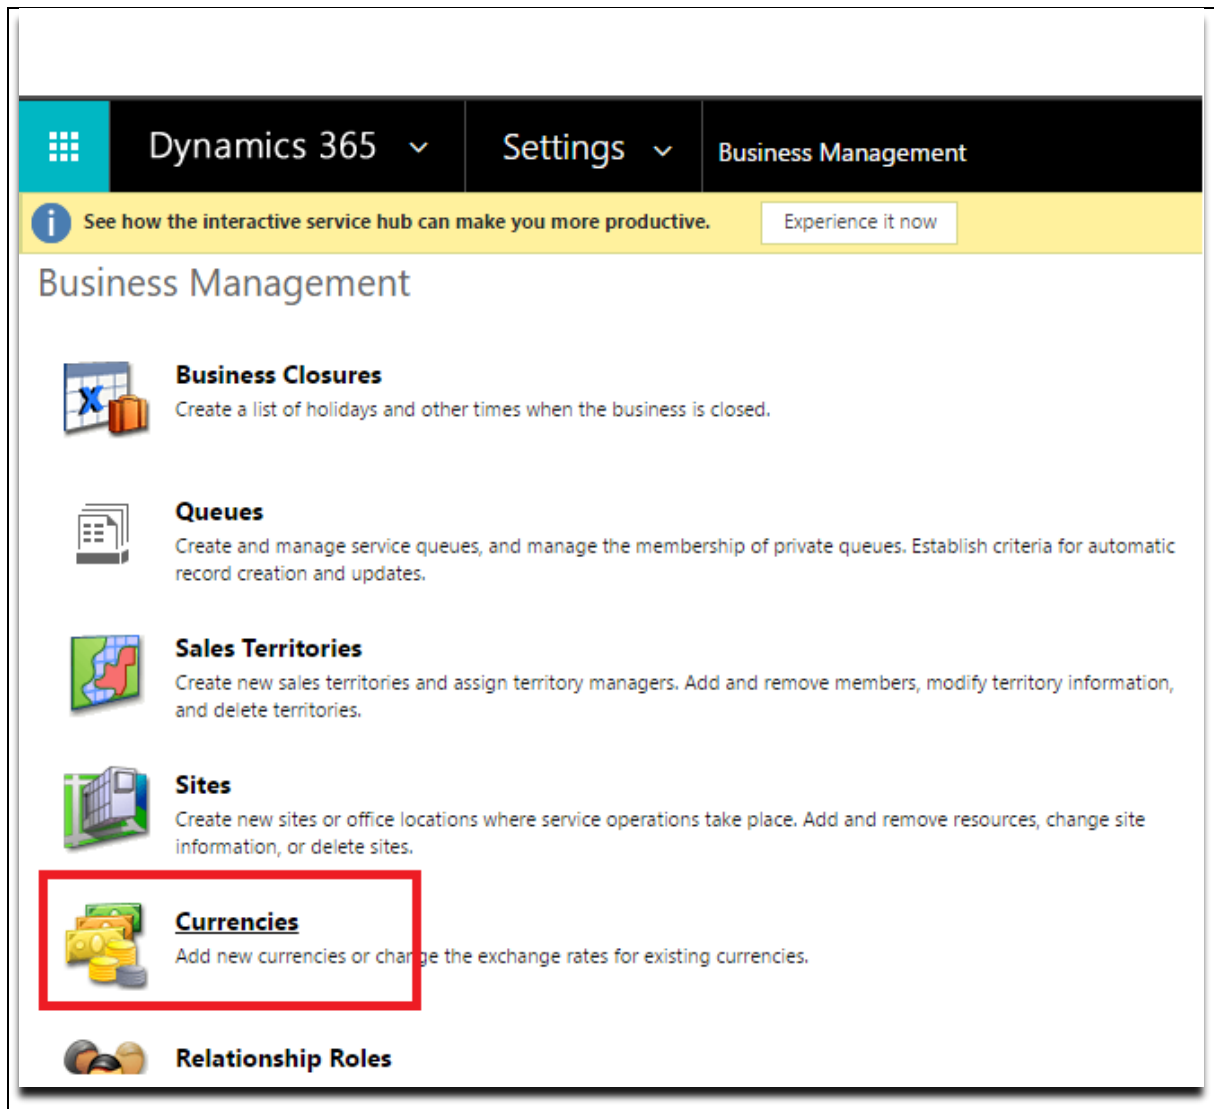 Dynamics 365 Settings Business Management
See how the interactive service hub can make you more productive. Experience it now
Business Management
Business Closures
Create a list of holidays and other times when the business is closed.
Queues
Create and manage service queues, and manage the membership of private queues. Establish criteria for automatic
record creation and updates.
Sales Territories
Create new sales territories and assign territory managers. Add and remove members, modify territory information,
and delete territories.
Sites
Create new sites or office locations where service operations take place. Add and remove resources, change site
information, or delete sites.
Currencies
Add new currencies or change the exchange rates for existing currencies.
Relationship Roles